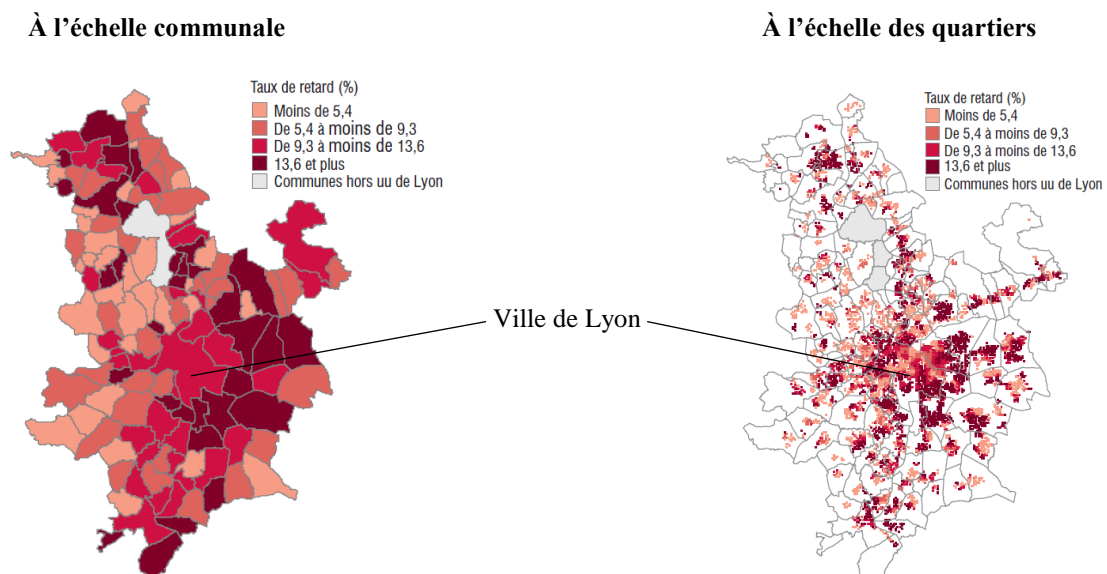 À l'échelle communale
Taux de retard (%)
Moins de 5,4
De 5,4 à moins de 9,3
De 9,3 à moins de 13,6
13,6 et plus
Communes hors uu de Lyon
Ville de Lyon
À l'échelle des quartiers
Taux de retard (%)
Moins de 5,4
De 5,4 à moins de 9,3
De 9,3 à moins de 13,6
13,6 et plus
Communes hors uu de Lyon